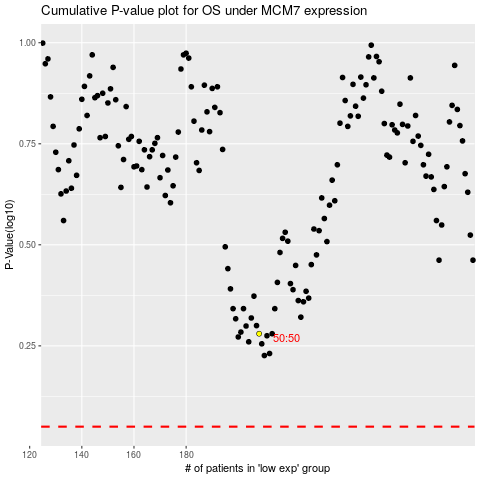 Cumulative P-value plot for OS under MCM7 expression
1.00
0.75
0.50
0.25
P-Value(log10)
50:50
120 140 160 180
# of patients in 'low exp' group